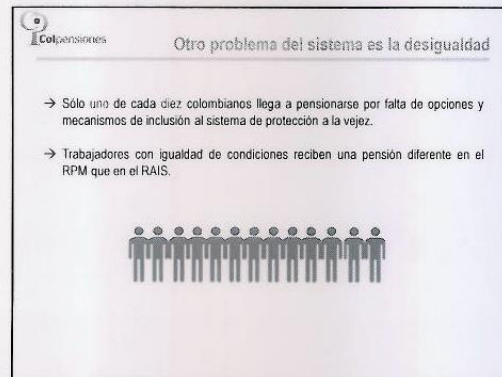 Colpensiones
Otro problema del sistema es la desigualdad
→ Sólo uno de cada diez colombianos llega a pensionarse por falta de opciones y
mecanismos de inclusión al sistema de protección a la vejez.
→ Trabajadores con igualdad de condiciones reciben una pensión diferente en el
RPM que en el RAIS.